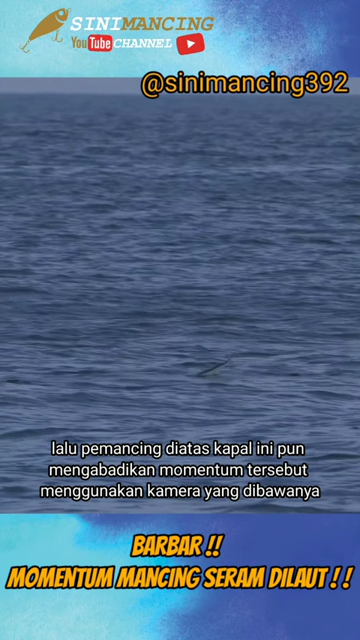 SINIMANCING
YouTube CHANNEL
@sinimancing392
lalu pemancing diatas kapal ini pun
mengabadikan momentum tersebut
menggunakan kamera yang dibawanya
BARBAR !!
MOMENTUM MANCING SERAM DILAUT ! !